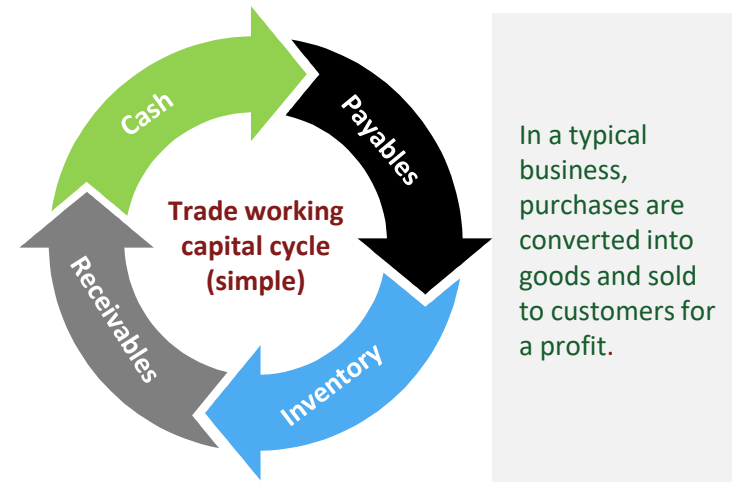 Cash
Payables
Trade working
capital cycle
(simple)
Receivables
Inventory
In a typical
business,
purchases are
converted into
goods and sold
to customers for
a profit.